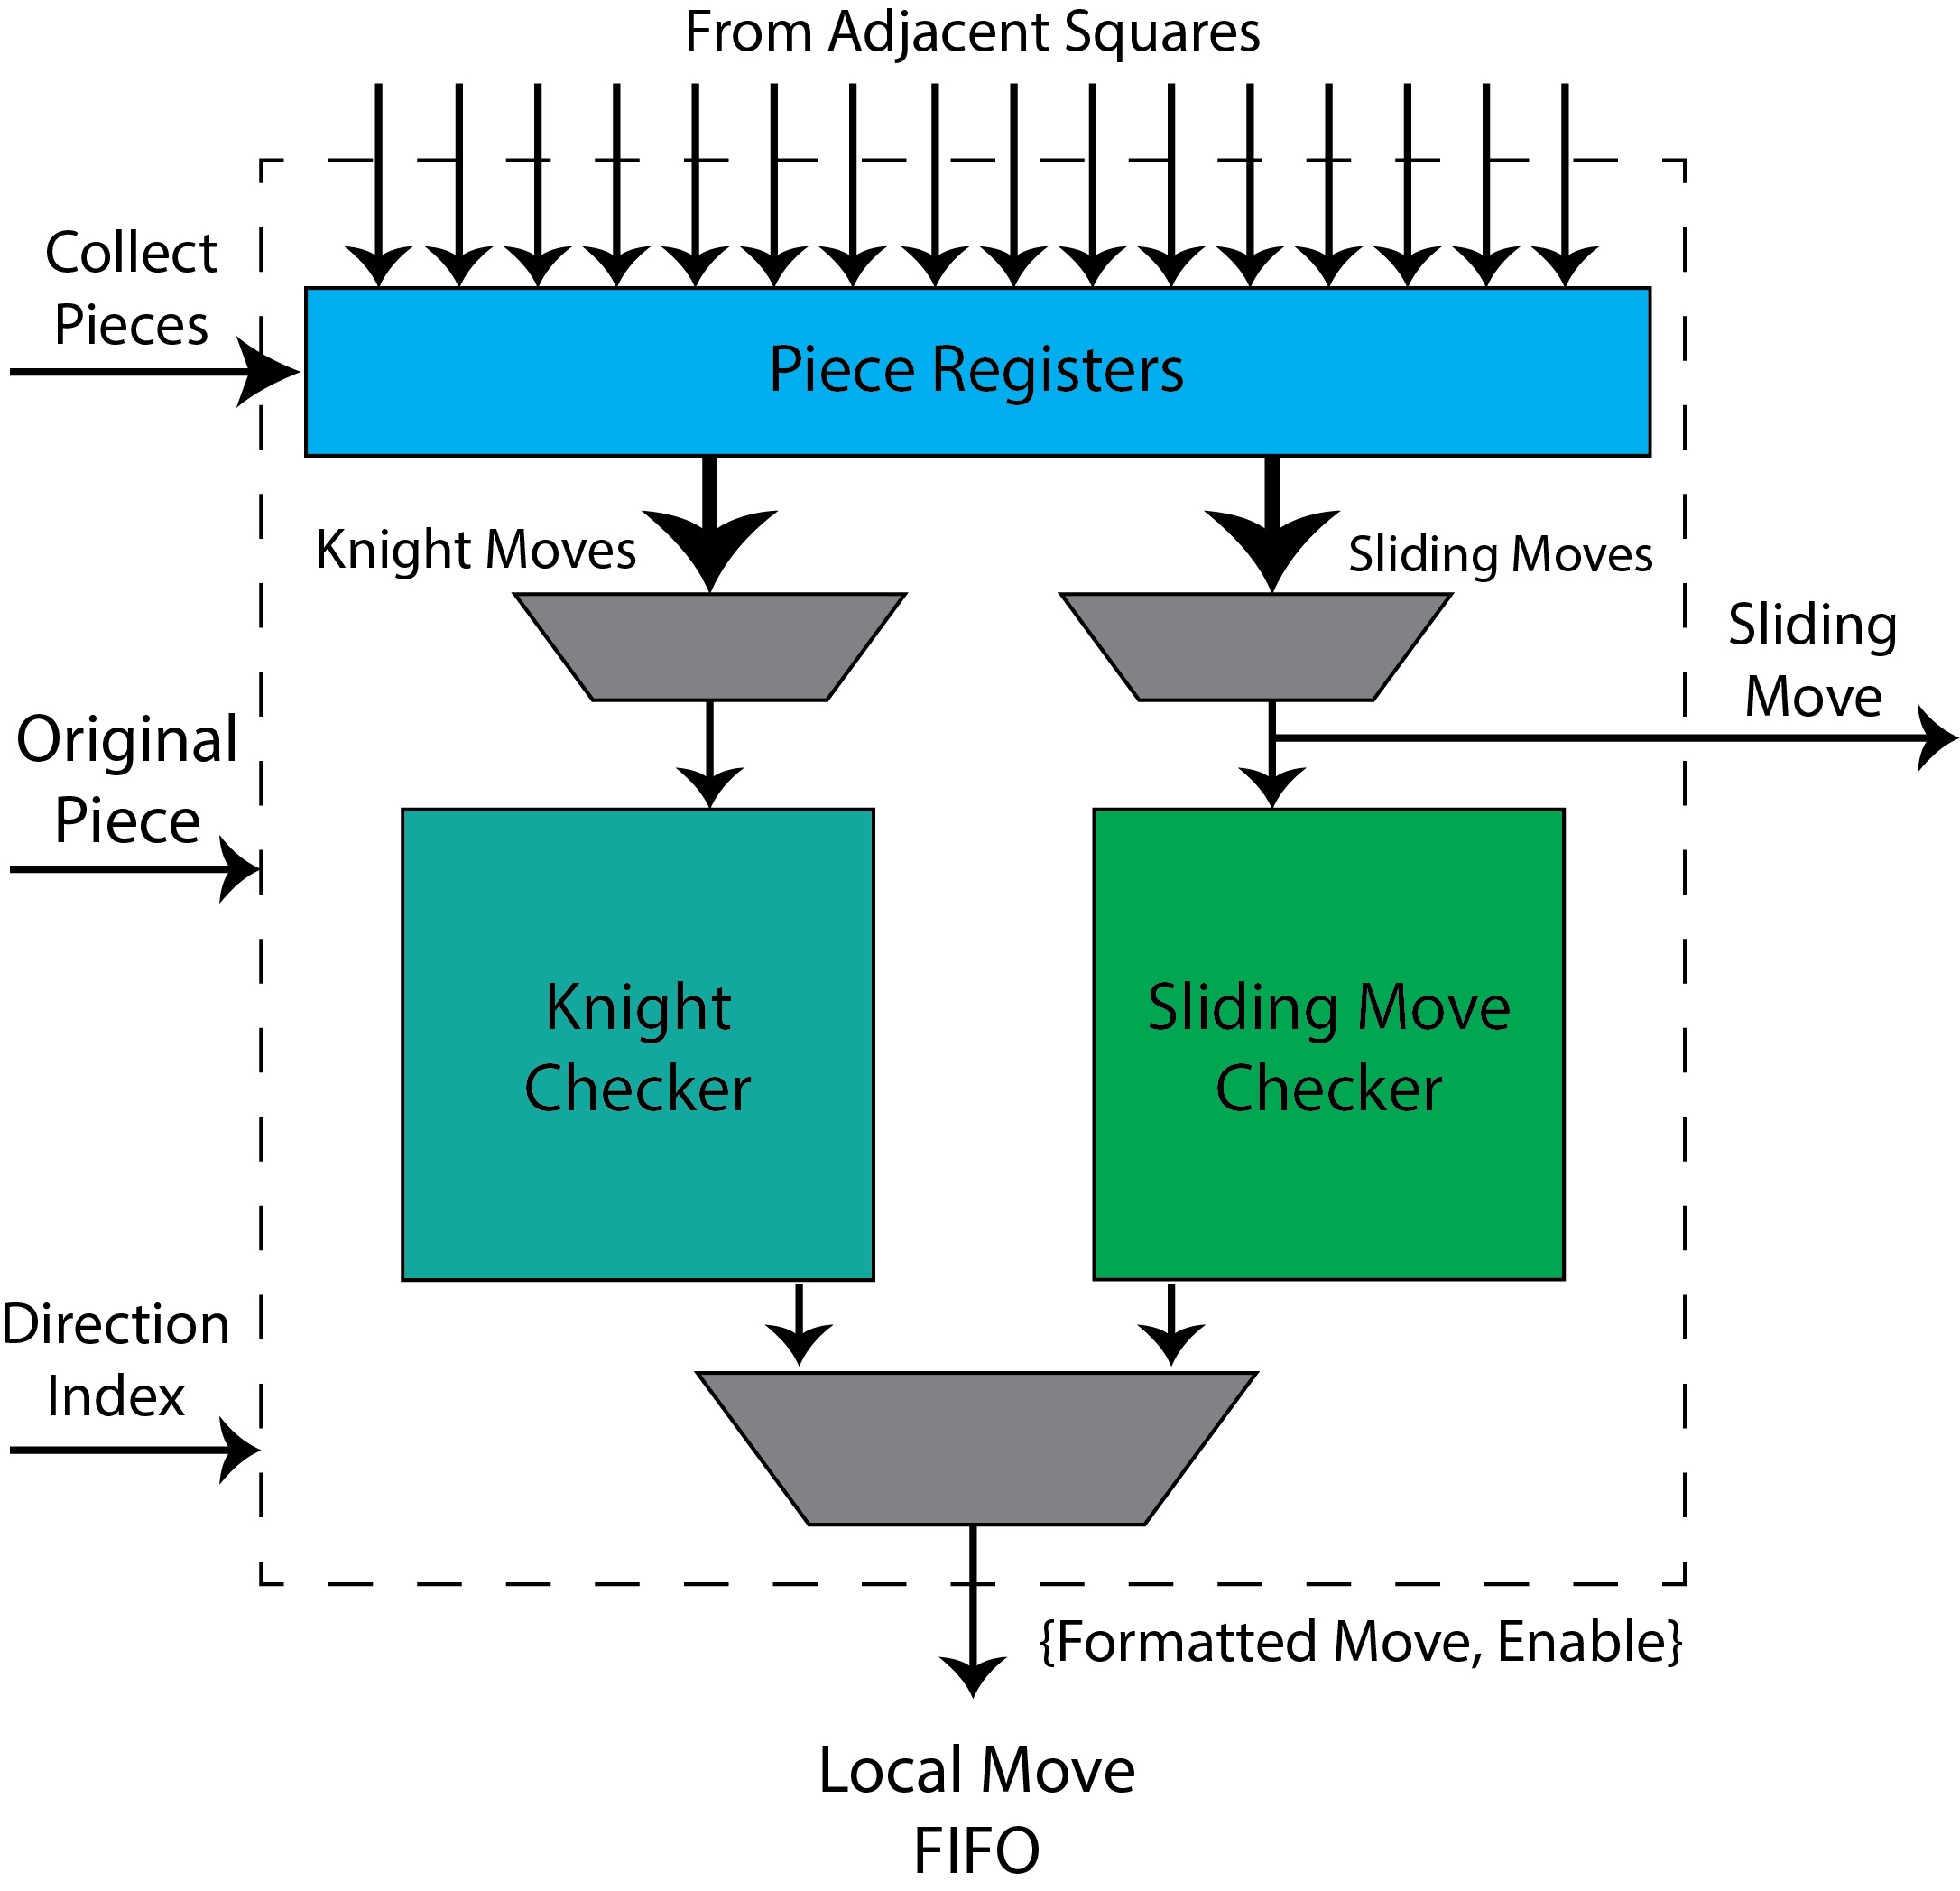 From Adjacent Squares
Collect
Pieces
Piece Registers
Knight Moves
Sliding Moves
Sliding
Move
Original
Piece
Knight
Checker
Sliding Move
Checker
Direction
Index
{Formatted Move, Enable}
Local Move
FIFO